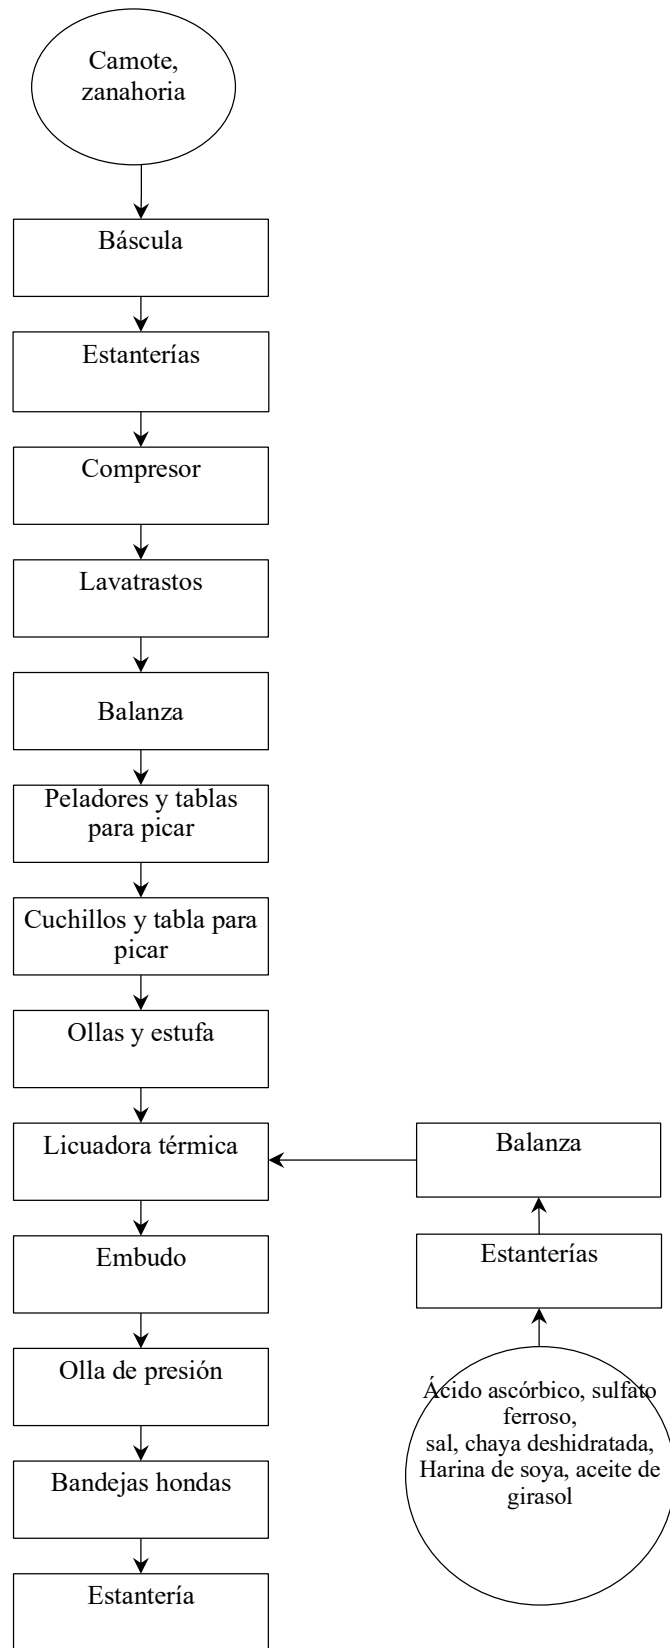 Camote,
zanahoria
Báscula
Estanterías
Compresor
Lavatrastos
Balanza
Peladores y tablas
para picar
Cuchillos y tabla para
picar
Ollas y estufa
Licuadora térmica
Embudo
Olla de presión
Bandejas hondas
Estantería
Balanza
Estanterías
Ácido ascórbico, sulfato
ferroso,
sal, chaya deshidratada,
Harina de soya, aceite de
girasol